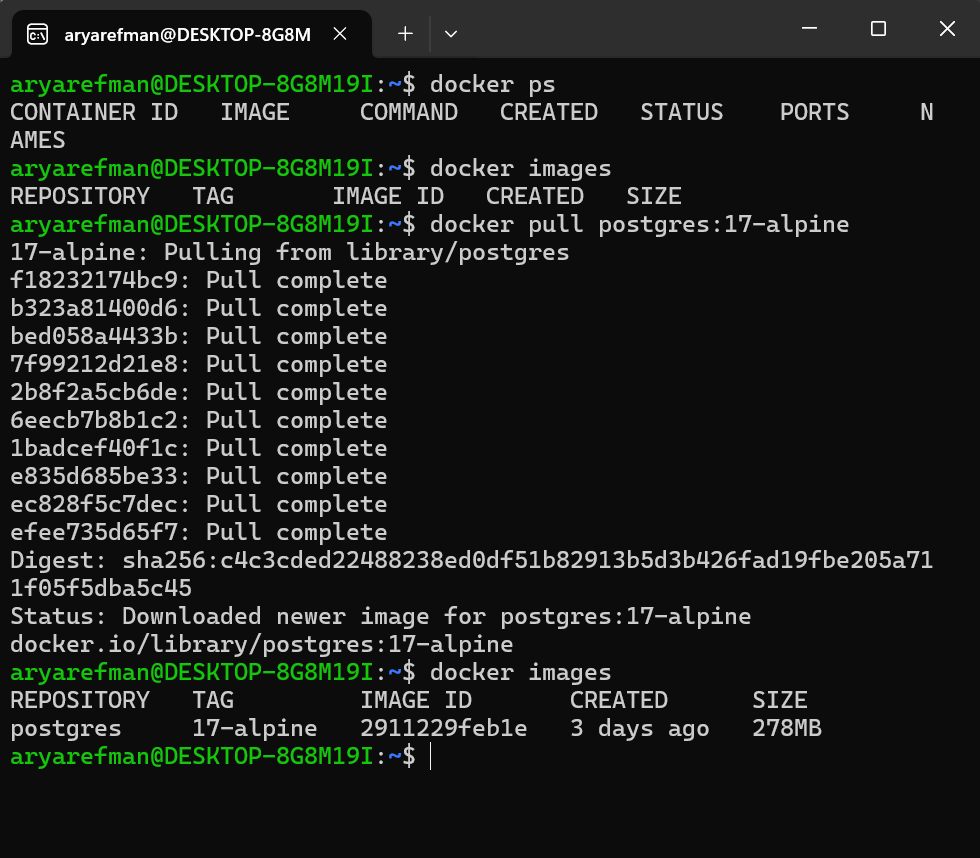 aryarefman@DESKTOP-8G8M
aryarefman@DESKTOP-8G8M19I:~$ docker ps
CONTAINER ID   IMAGE     COMMAND   CREATED   STATUS    PORTS     N
AMES
aryarefman@DESKTOP-8G8M19I:~$ docker images
REPOSITORY   TAG       IMAGE ID   CREATED   SIZE
aryarefman@DESKTOP-8G8M19I:~$ docker pull postgres:17-alpine
17-alpine: Pulling from library/postgres
f18232174bc9: Pull complete
b323a81400d6: Pull complete
bed058a4433b: Pull complete
7f99212d21e8: Pull complete
2b8f2a5cb6de: Pull complete
6eecb7b8b1c2: Pull complete
1badcef40f1c: Pull complete
e835d685be33: Pull complete
ec828f5c7dec: Pull complete
efee735d65f7: Pull complete
Digest: sha256:c4c3cded22488238ed0df51b82913b5d3b426fad19fbe205a71
1f05f5dba5c45
Status: Downloaded newer image for postgres:17-alpine
docker.io/library/postgres:17-alpine
aryarefman@DESKTOP-8G8M19I:~$ docker images
REPOSITORY   TAG         IMAGE ID       CREATED      SIZE
postgres     17-alpine   2911229feb1e   3 days ago   278MB
aryarefman@DESKTOP-8G8M19I:~$